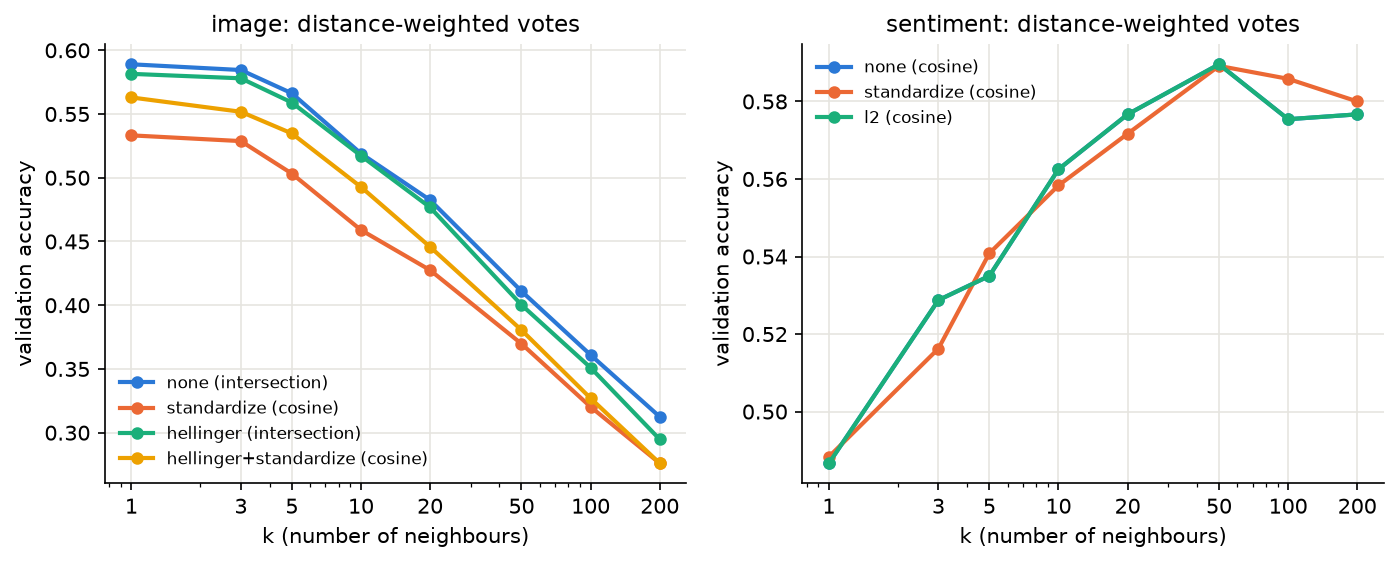 image: distance-weighted votes
validation accuracy
0.60
0.55
0.50
0.45
0.40
0.35
0.30
none (intersection)
standardize (cosine)
hellinger (intersection)
hellinger+standardize (cosine)
1 3 5 10 20 50 100 200
k (number of neighbours)
sentiment: distance-weighted votes
validation accuracy
none (cosine)
standardize (cosine)
l2 (cosine)
0.58
0.56
0.54
0.52
0.50
1 3 5 10 20 50 100 200
k (number of neighbours)